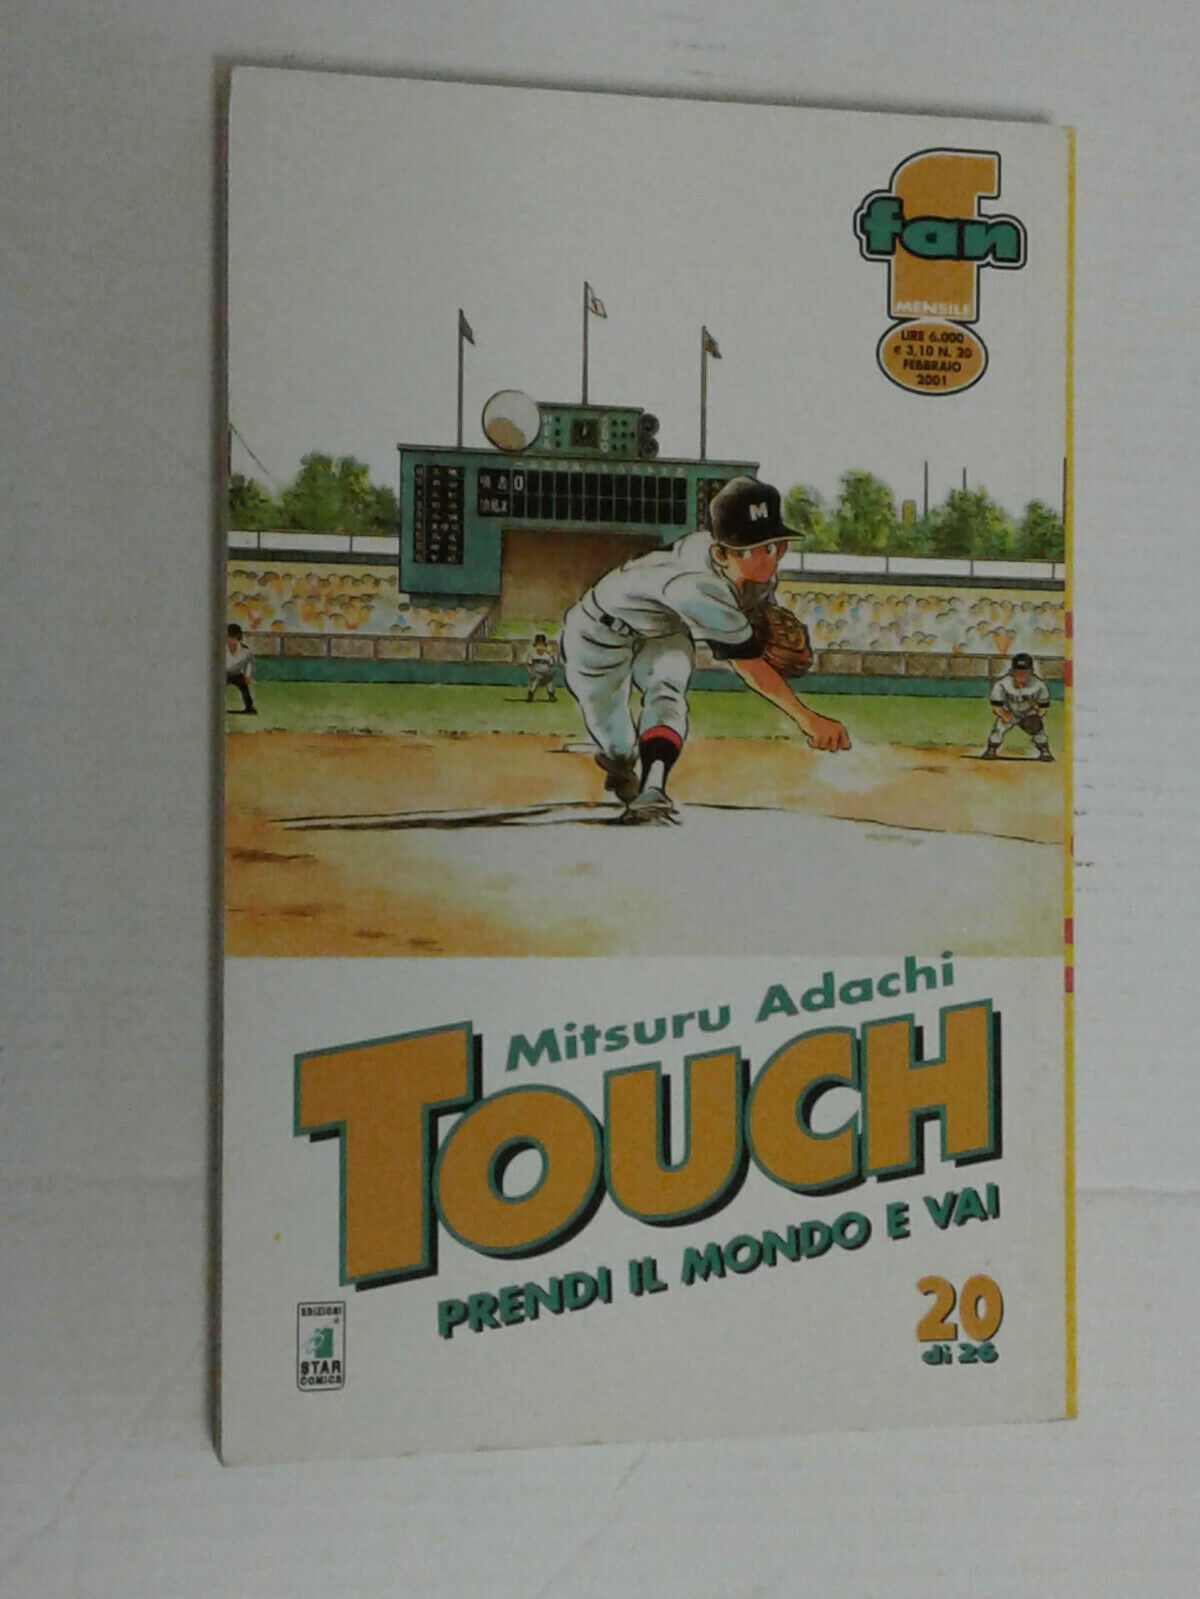 f
fan
MENSILE
LIRE 6.000
€ 3,10 N. 20
FEBBRAIO
2001
0
M
Mitsuru Adachi
TOUCH
PRENDI IL MONDO E VAI
20
di 26
EDIZIONI
STAR
COMICS